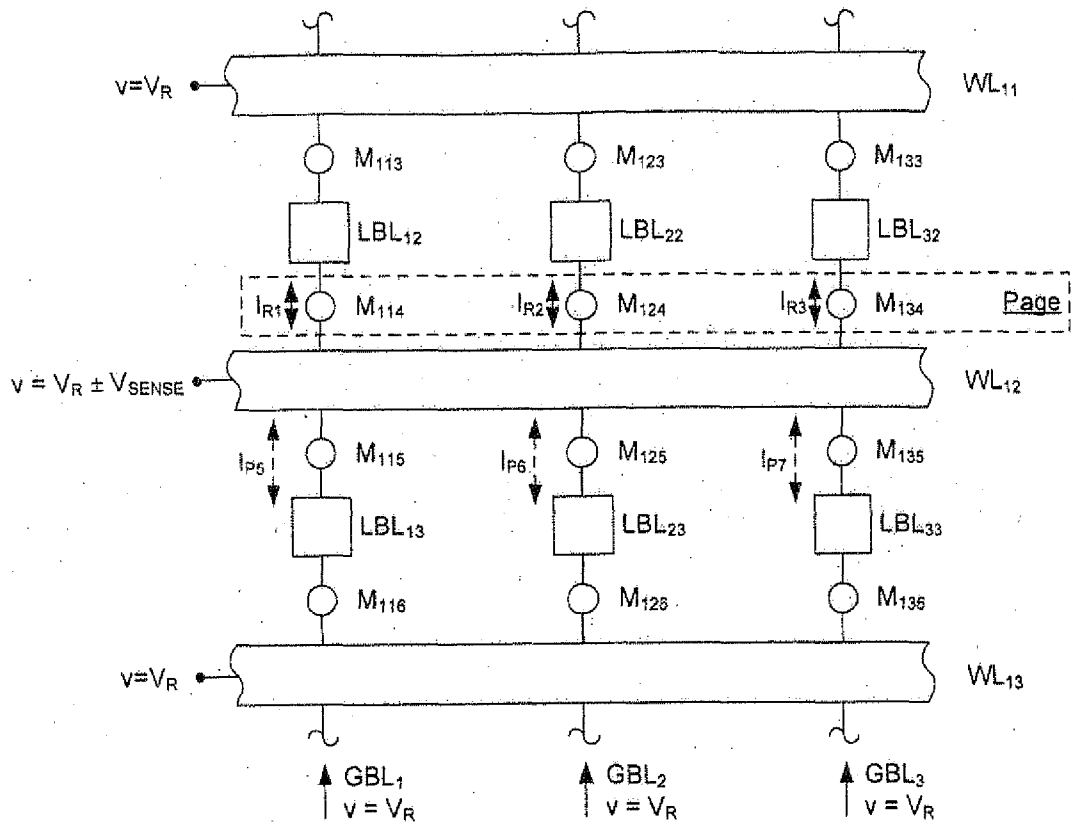 v=V_R WL_11
M_113 M_123 M_133
LBL_12 LBL_22 LBL_32
I_R1 M_114 I_R2 M_124 I_R3 M_134 Page
v = V_R ± V_SENSE WL_12
I_P5 M_115 I_P6 M_125 I_P7 M_135
LBL_13 LBL_23 LBL_33
M_116 M_126 M_136
v=V_R WL_13
GBL_1 GBL_2 GBL_3
v = V_R v = V_R v = V_R